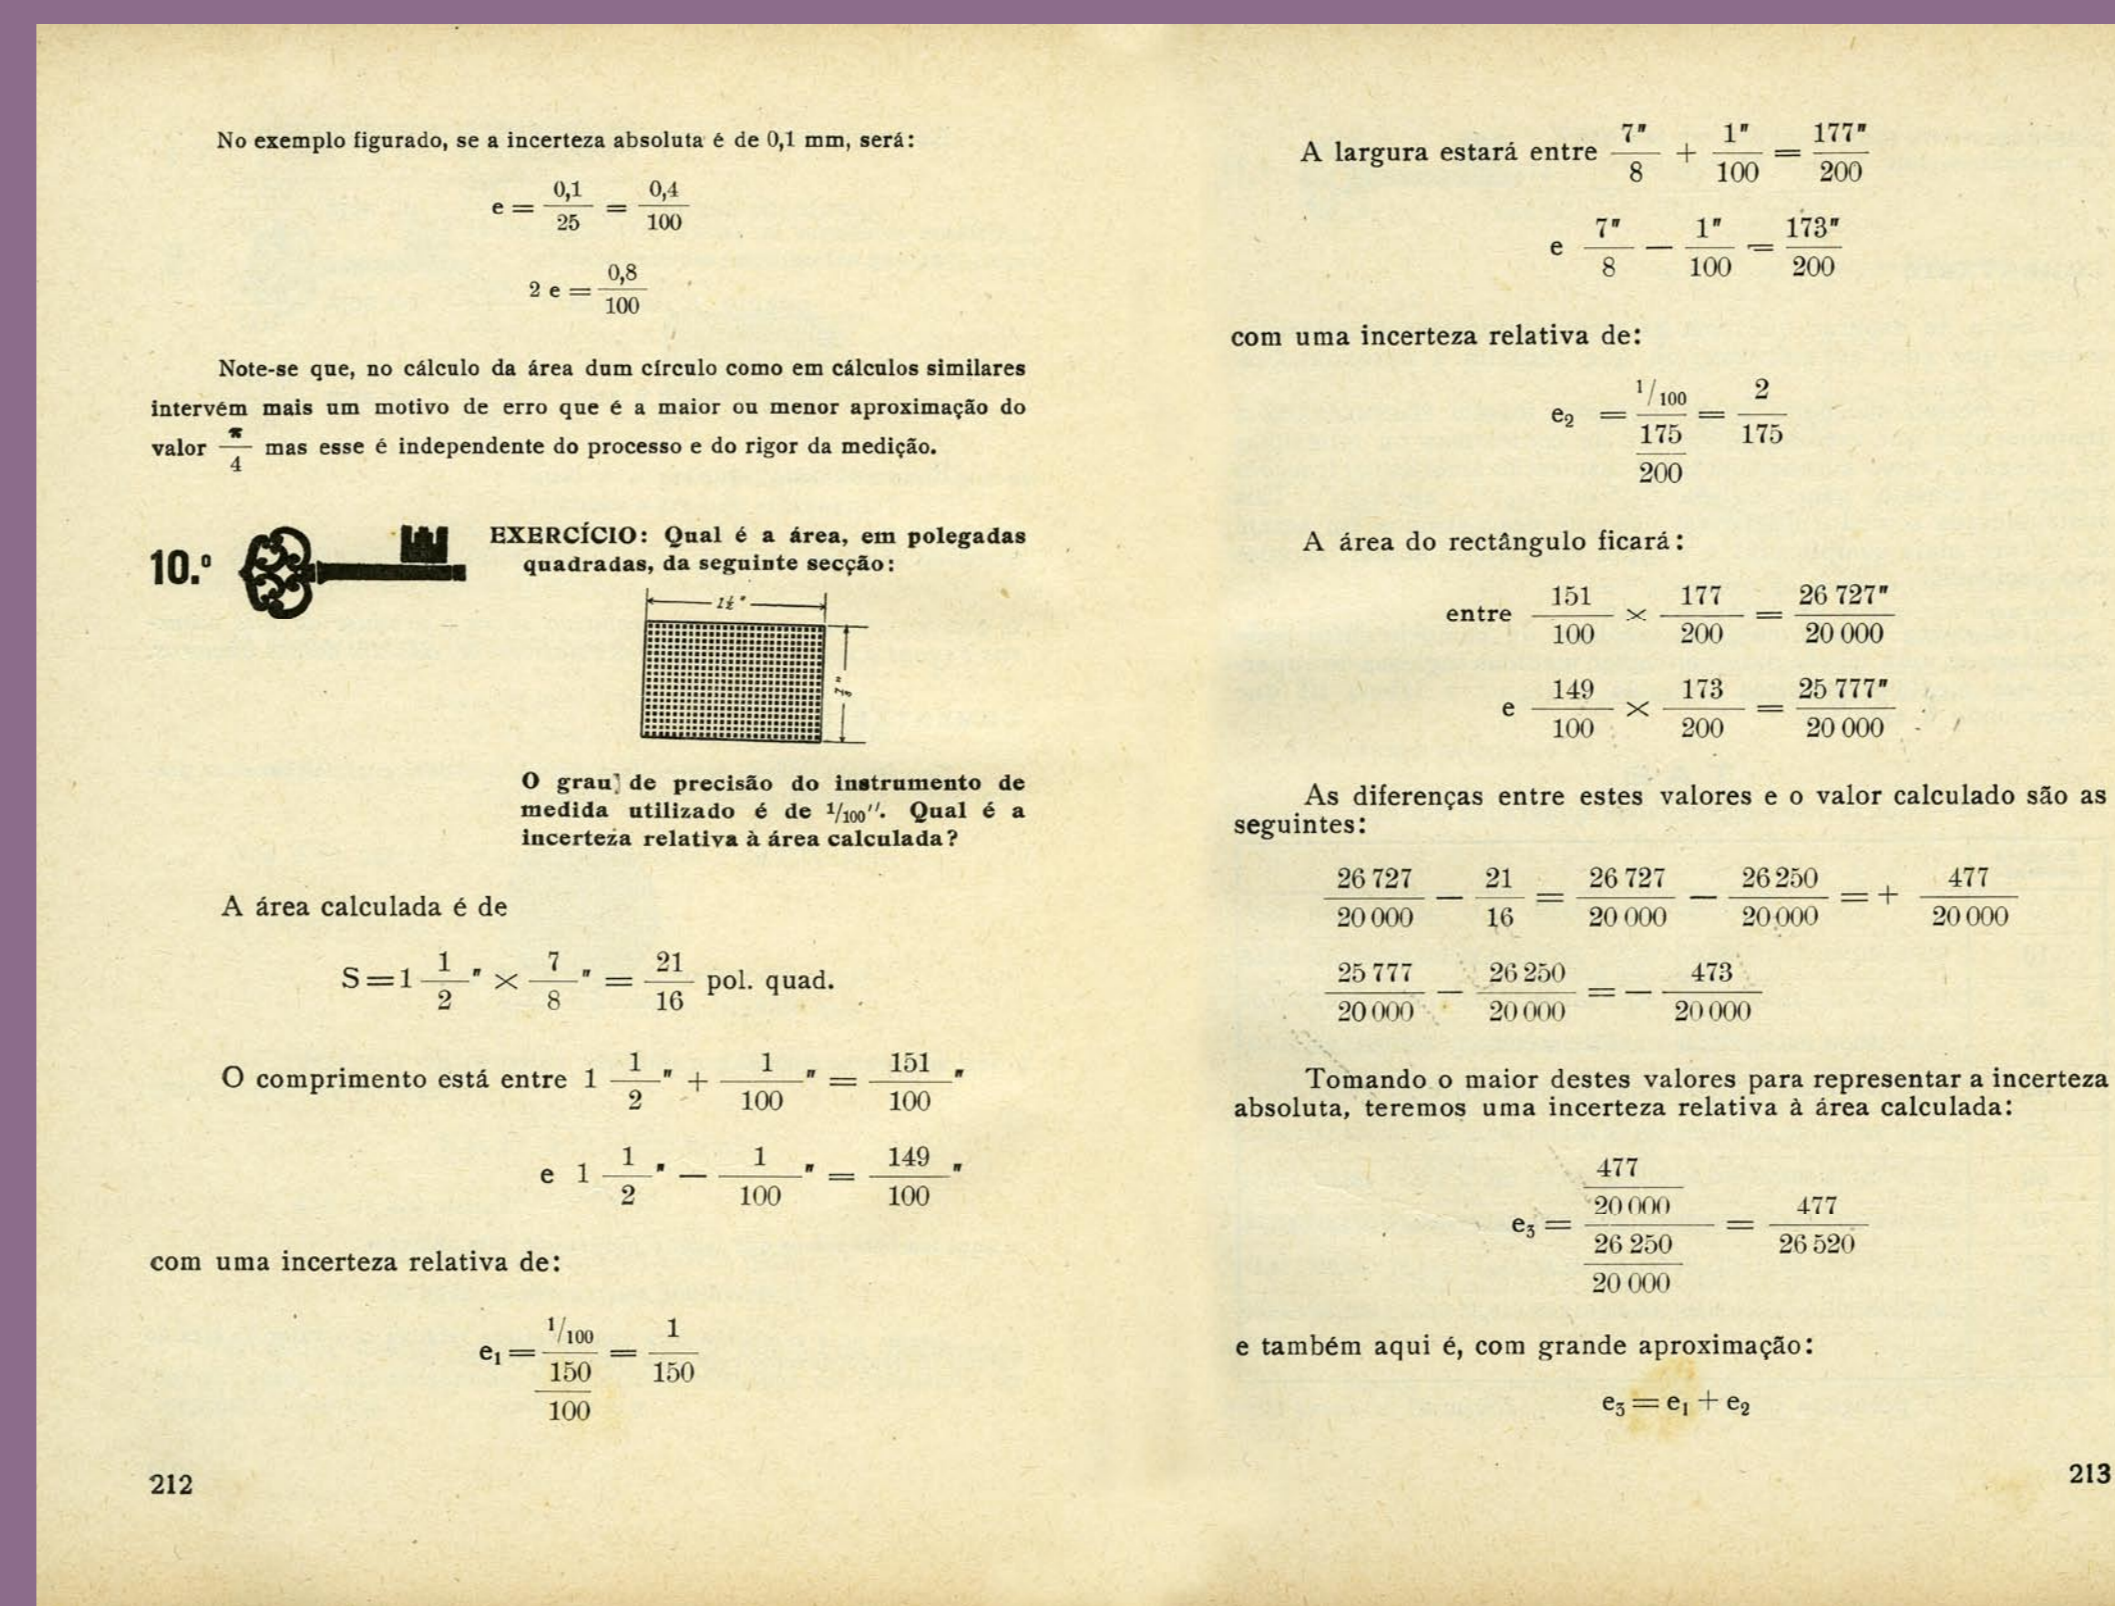 No exemplo figurado, se a incerteza absoluta é de 0,1 mm, será:
e = 0,1/25 = 0,4/100
2 e = 0,8/100
Note-se que, no cálculo da área dum círculo como em cálculos similares
intervém mais um motivo de erro que é a maior ou menor aproximação do
valor π/4 mas esse é independente do processo e do rigor da medição.
10.º
EXERCÍCIO: Qual é a área, em polegadas
quadradas, da seguinte secção:
1½"
7/8"
O grau de precisão do instrumento de
medida utilizado é de 1/100''. Qual é a
incerteza relativa à área calculada?
A área calculada é de
S = 1 1/2 " × 7/8 " = 21/16 pol. quad.
O comprimento está entre 1 1/2 " + 1/100 " = 151/100 "
e 1 1/2 " — 1/100 " = 149/100 "
com uma incerteza relativa de:
e₁ = (1/100)/(150/100) = 1/150
212
A largura estará entre 7"/8 + 1"/100 = 177"/200
e 7"/8 — 1"/100 = 173"/200
com uma incerteza relativa de:
e₂ = (1/100)/(175/200) = 2/175
A área do rectângulo ficará:
entre 151/100 × 177/200 = 26 727"/20 000
e 149/100 × 173/200 = 25 777"/20 000
As diferenças entre estes valores e o valor calculado são as
seguintes:
26 727/20 000 — 21/16 = 26 727/20 000 — 26 250/20 000 = + 477/20 000
25 777/20 000 — 26 250/20 000 = — 473/20 000
Tomando o maior destes valores para representar a incerteza
absoluta, teremos uma incerteza relativa à área calculada:
e₃ = (477/20 000)/(26 250/20 000) = 477/26 520
e também aqui é, com grande aproximação:
e₃ = e₁ + e₂
213